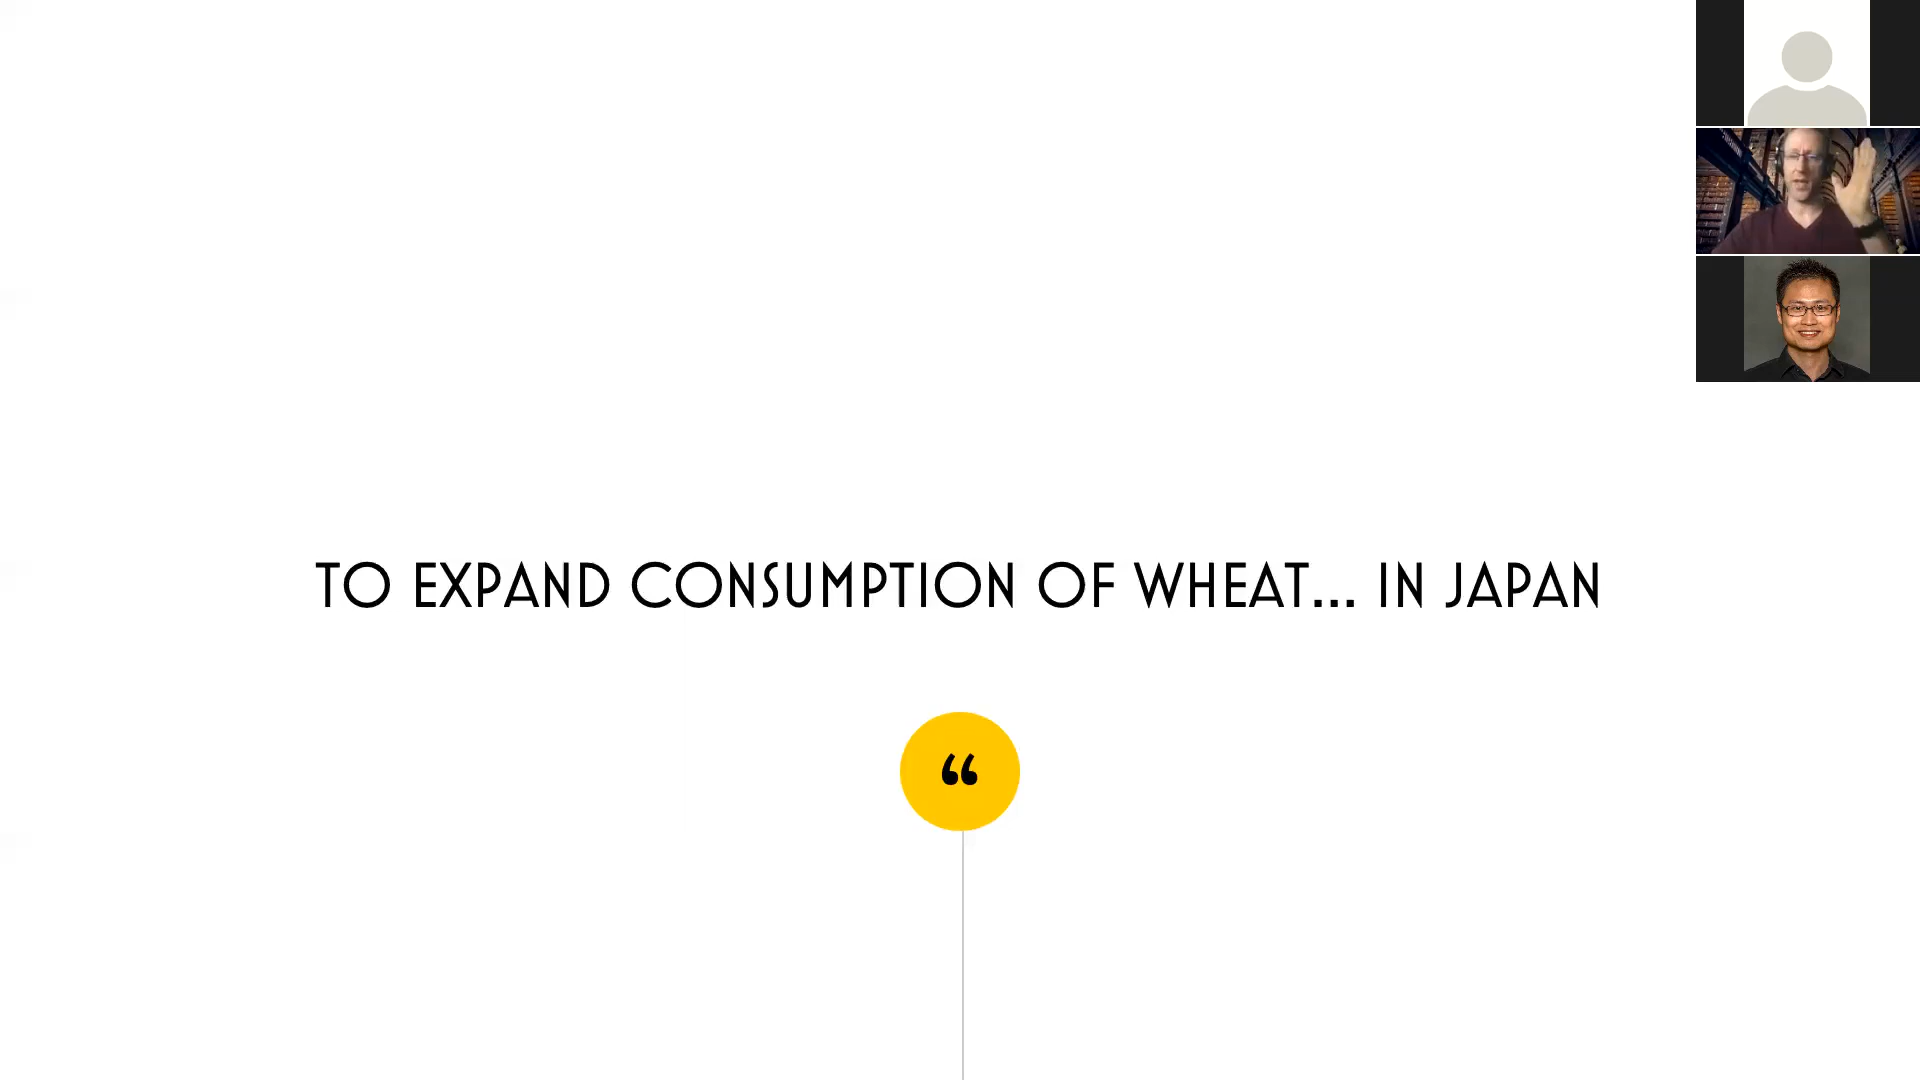 TO EXPAND CONSUMPTION OF WHEAT... IN JAPAN
“